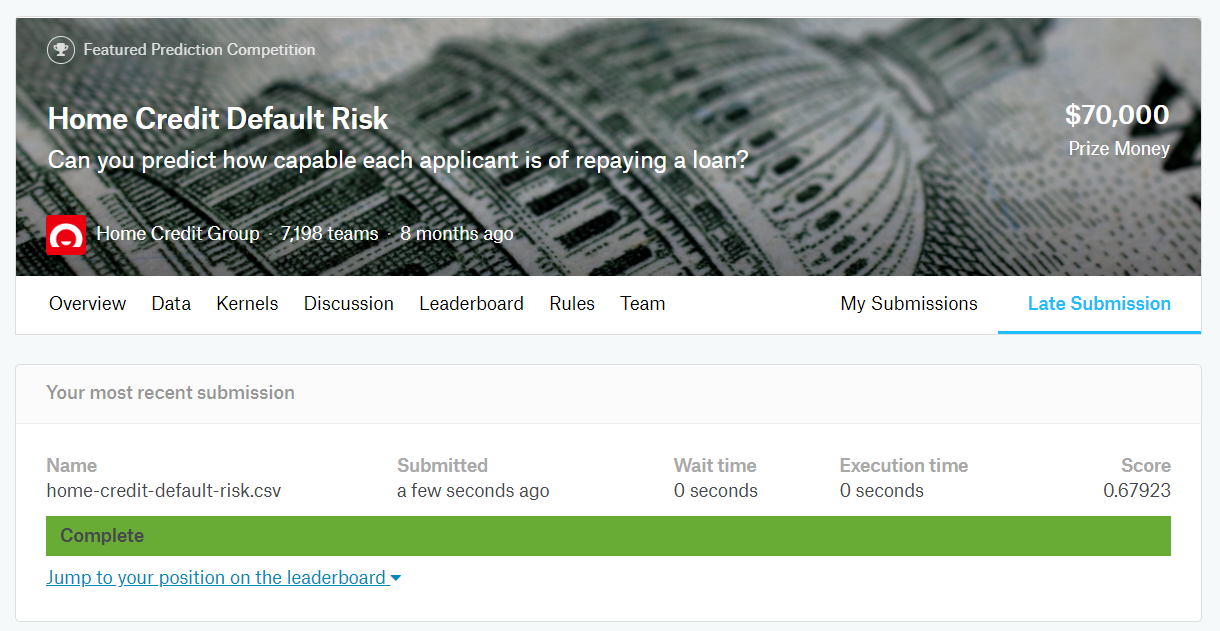 Featured Prediction Competition
Home Credit Default Risk
Can you predict how capable each applicant is of repaying a loan?
$70,000
Prize Money
Home Credit Group · 7,198 teams · 8 months ago
Overview Data Kernels Discussion Leaderboard Rules Team My Submissions Late Submission
Your most recent submission
Name Submitted Wait time Execution time Score
home-credit-default-risk.csv a few seconds ago 0 seconds 0 seconds 0.67923
Complete
Jump to your position on the leaderboard